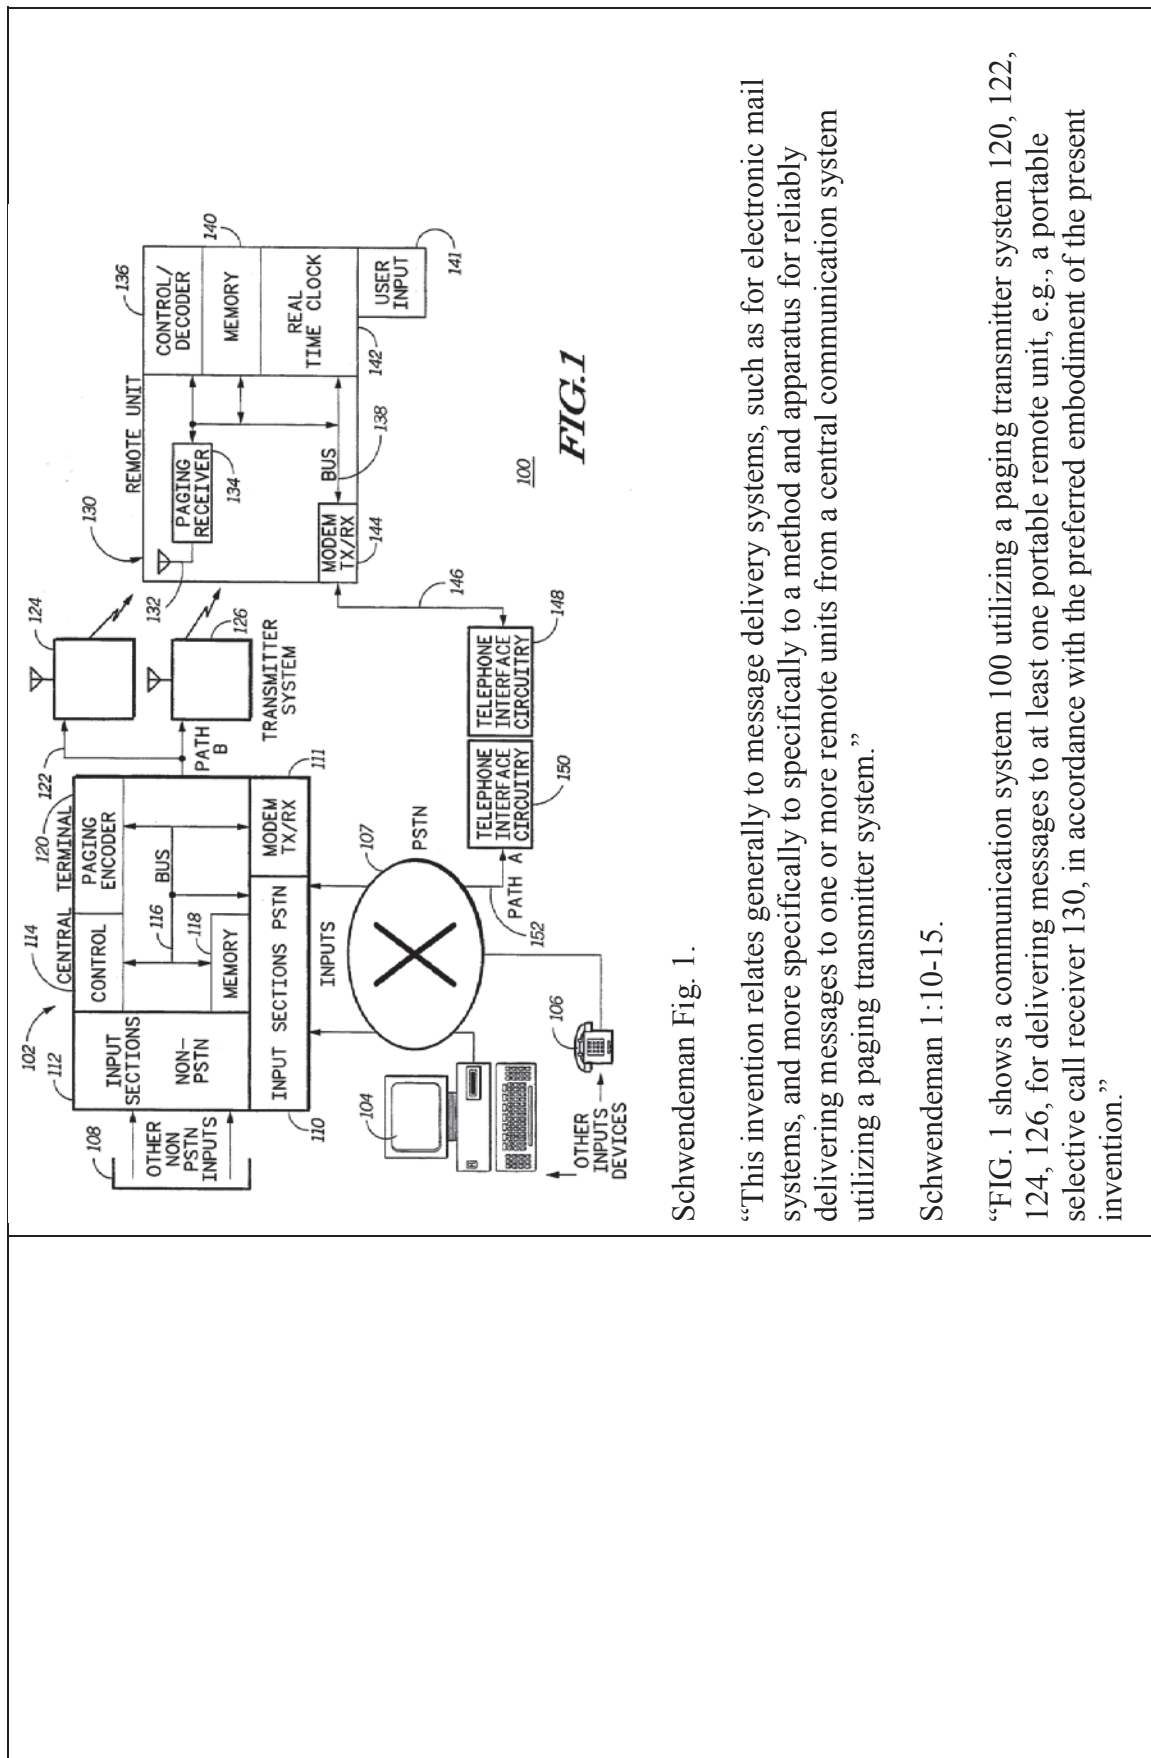 102
112
114
CENTRAL TERMINAL
120
122
124
108
OTHER
NON
PSTN
INPUTS
INPUT
SECTIONS
NON-
PSTN
CONTROL
PAGING
ENCODER
116
BUS
118
MEMORY
PATH
B
126
TRANSMITTER
SYSTEM
110
INPUT SECTIONS PSTN
MODEM
TX/RX
111
130
REMOTE UNIT
136
132
PAGING
RECEIVER
134
CONTROL/
DECODER
140
MEMORY
REAL
TIME CLOCK
BUS
138
MODEM
TX/RX
144
142
USER
INPUT
141
146
INPUTS
107
PSTN
104
PATH A
152
TELEPHONE
INTERFACE
CIRCUITRY
150
TELEPHONE
INTERFACE
CIRCUITRY
148
106
OTHER
INPUTS
DEVICES
100
FIG.1
Schwendeman Fig. 1.
“This invention relates generally to message delivery systems, such as for electronic mail
systems, and more specifically to specifically to a method and apparatus for reliably
delivering messages to one or more remote units from a central communication system
utilizing a paging transmitter system.”
Schwendeman 1:10-15.
“FIG. 1 shows a communication system 100 utilizing a paging transmitter system 120, 122,
124, 126, for delivering messages to at least one portable remote unit, e.g., a portable
selective call receiver 130, in accordance with the preferred embodiment of the present
invention.”